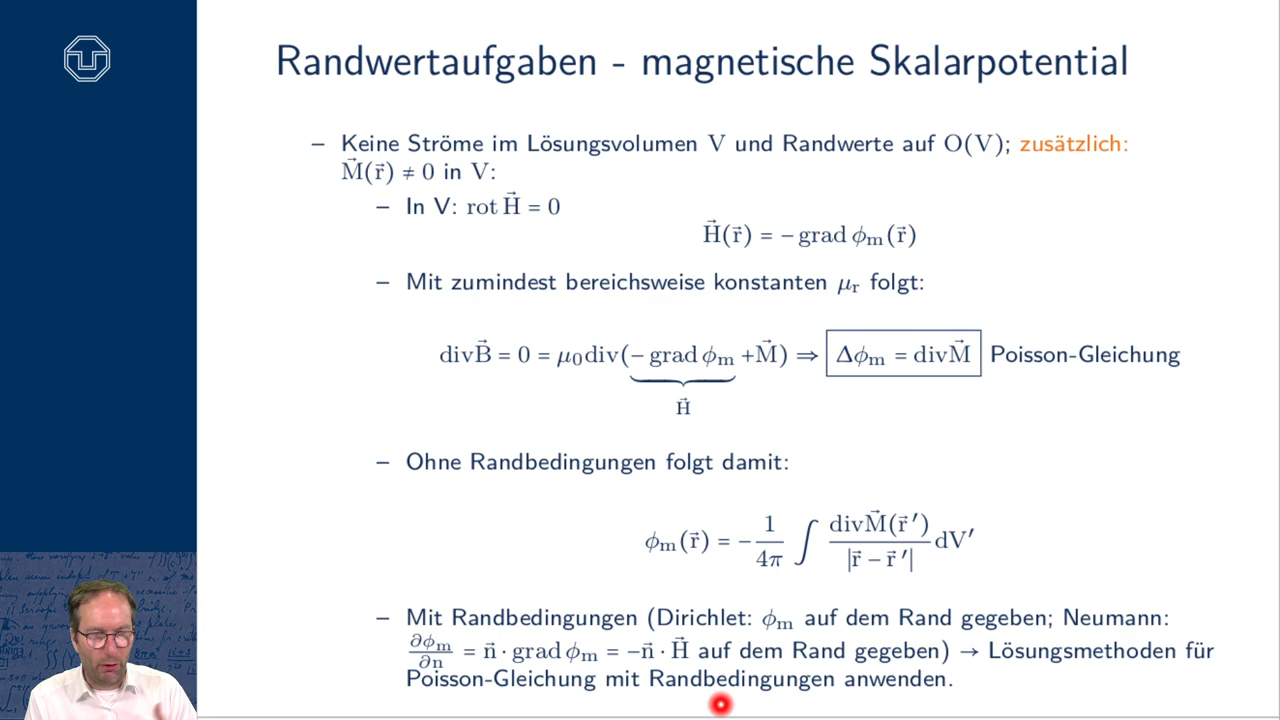 Randwertaufgaben - magnetische Skalarpotential
– Keine Ströme im Lösungsvolumen V und Randwerte auf O(V); zusätzlich:
M⃗(r⃗) ≠ 0 in V:
– In V: rot H⃗ = 0
H⃗(r⃗) = − grad ϕₘ(r⃗)
– Mit zumindest bereichsweise konstanten μᵣ folgt:
divB⃗ = 0 = μ₀div(− grad ϕₘ +M⃗) ⇒ Δϕₘ = divM⃗ Poisson-Gleichung
H⃗
– Ohne Randbedingungen folgt damit:
ϕₘ(r⃗) = − 1/4π ∫ divM⃗(r⃗ ′)/|r⃗ − r⃗ ′| dV′
– Mit Randbedingungen (Dirichlet: ϕₘ auf dem Rand gegeben; Neumann:
∂ϕₘ/∂n = n⃗ · grad ϕₘ = −n⃗ · H⃗ auf dem Rand gegeben) → Lösungsmethoden für
Poisson-Gleichung mit Randbedingungen anwenden.